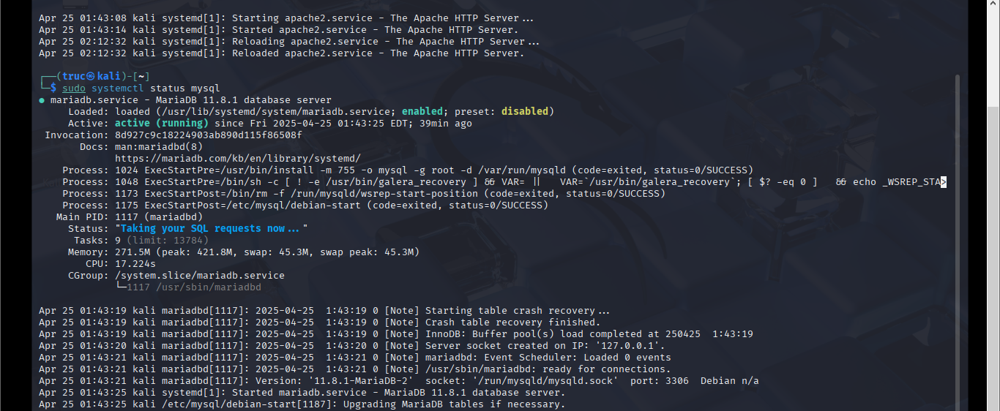 Apr 25 01:43:08 kali systemd[1]: Starting apache2.service - The Apache HTTP Server...
Apr 25 01:43:14 kali systemd[1]: Started apache2.service - The Apache HTTP Server.
Apr 25 02:12:32 kali systemd[1]: Reloading apache2.service - The Apache HTTP Server...
Apr 25 02:12:32 kali systemd[1]: Reloaded apache2.service - The Apache HTTP Server.
┌──(truc㉿kali)-[~]
└─$ sudo systemctl status mysql
● mariadb.service - MariaDB 11.8.1 database server
Loaded: loaded (/usr/lib/systemd/system/mariadb.service; enabled; preset: disabled)
Active: active (running) since Fri 2025-04-25 01:43:25 EDT; 39min ago
Invocation: 8d927c9c18224903ab890d115f86508f
Docs: man:mariadbd(8)
https://mariadb.com/kb/en/library/systemd/
Process: 1024 ExecStartPre=/usr/bin/install -m 755 -o mysql -g root -d /var/run/mysqld (code=exited, status=0/SUCCESS)
Process: 1048 ExecStartPre=/bin/sh -c [ ! -e /usr/bin/galera_recovery ] && VAR= || VAR=`/usr/bin/galera_recovery`; [ $? -eq 0 ] && echo _WSREP_STA>
Process: 1173 ExecStartPost=/bin/rm -f /run/mysqld/wsrep-start-position (code=exited, status=0/SUCCESS)
Process: 1175 ExecStartPost=/etc/mysql/debian-start (code=exited, status=0/SUCCESS)
Main PID: 1117 (mariadbd)
Status: "Taking your SQL requests now..."
Tasks: 9 (limit: 13784)
Memory: 271.5M (peak: 421.8M, swap: 45.3M, swap peak: 45.3M)
CPU: 17.224s
CGroup: /system.slice/mariadb.service
└─1117 /usr/sbin/mariadbd
Apr 25 01:43:19 kali mariadbd[1117]: 2025-04-25  1:43:19 0 [Note] Starting table crash recovery...
Apr 25 01:43:19 kali mariadbd[1117]: 2025-04-25  1:43:19 0 [Note] Crash table recovery finished.
Apr 25 01:43:19 kali mariadbd[1117]: 2025-04-25  1:43:19 0 [Note] InnoDB: Buffer pool(s) load completed at 250425  1:43:19
Apr 25 01:43:20 kali mariadbd[1117]: 2025-04-25  1:43:20 0 [Note] Server socket created on IP: '127.0.0.1'.
Apr 25 01:43:21 kali mariadbd[1117]: 2025-04-25  1:43:21 0 [Note] mariadbd: Event Scheduler: Loaded 0 events
Apr 25 01:43:21 kali mariadbd[1117]: 2025-04-25  1:43:21 0 [Note] /usr/sbin/mariadbd: ready for connections.
Apr 25 01:43:21 kali mariadbd[1117]: Version: '11.8.1-MariaDB-2'  socket: '/run/mysqld/mysqld.sock'  port: 3306  Debian n/a
Apr 25 01:43:25 kali systemd[1]: Started mariadb.service - MariaDB 11.8.1 database server.
Apr 25 01:43:25 kali /etc/mysql/debian-start[1187]: Upgrading MariaDB tables if necessary.